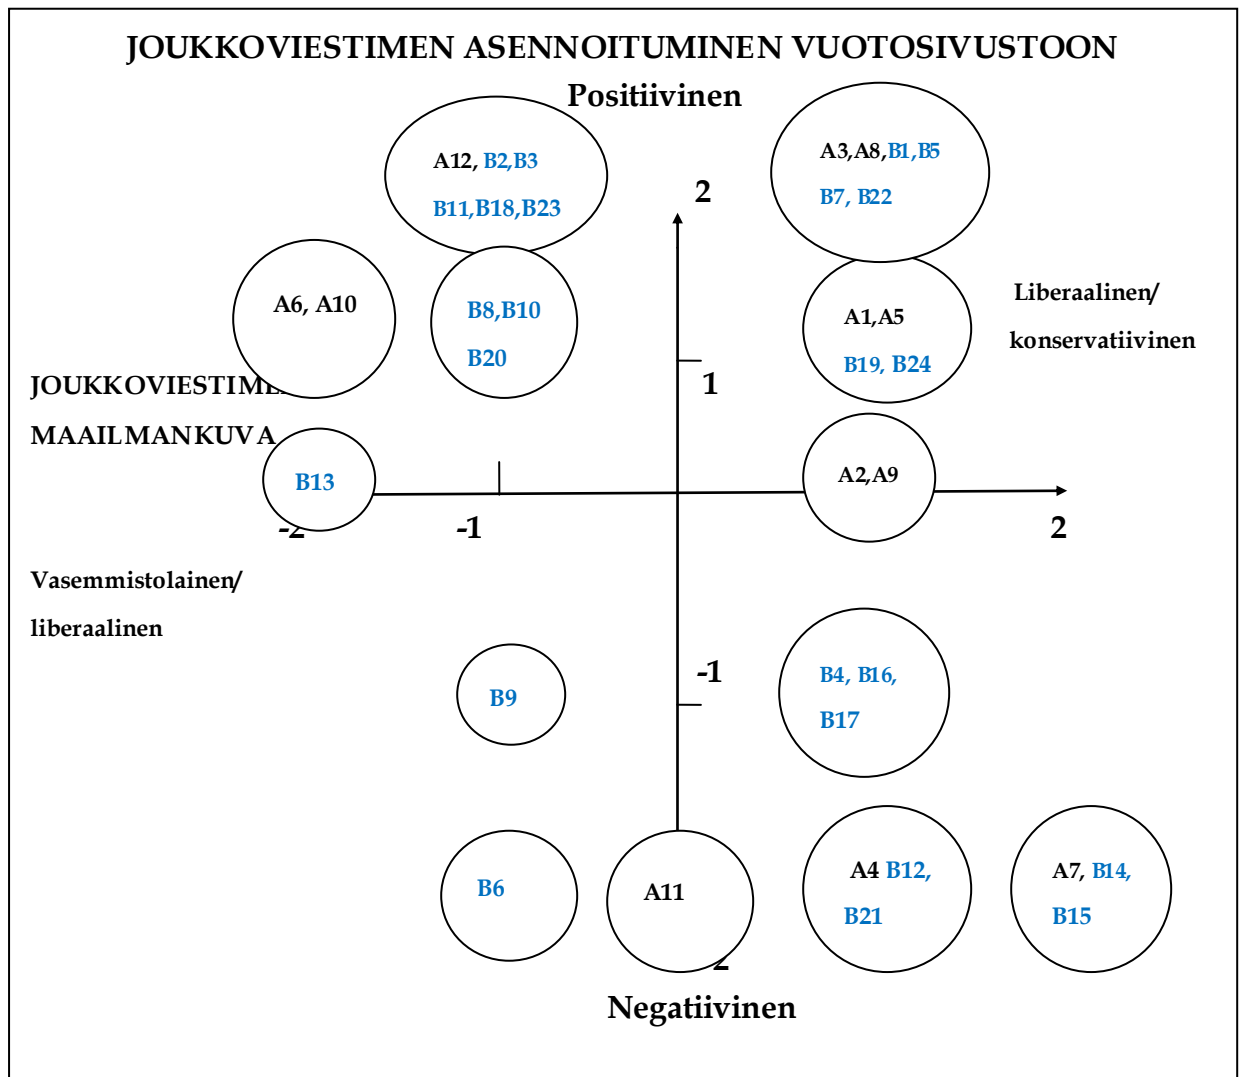 JOUKKOVIESTIMEN ASENNOITUMINEN VUOTOSIVUSTOON
Positiivinen
A12, B2,B3
B11,B18,B23
A3,A8,B1,B5
B7, B22
2
A6, A10
B8,B10
B20
A1,A5
B19, B24
Liberaalinen/
konservatiivinen
1
JOUKKOVIESTIME
MAAILMANKUVA
B13
A2,A9
-2
-1
2
Vasemmistolainen/
liberaalinen
B9
-1
B4, B16,
B17
B6
A11
A4 B12,
B21
A7, B14,
B15
2
Negatiivinen